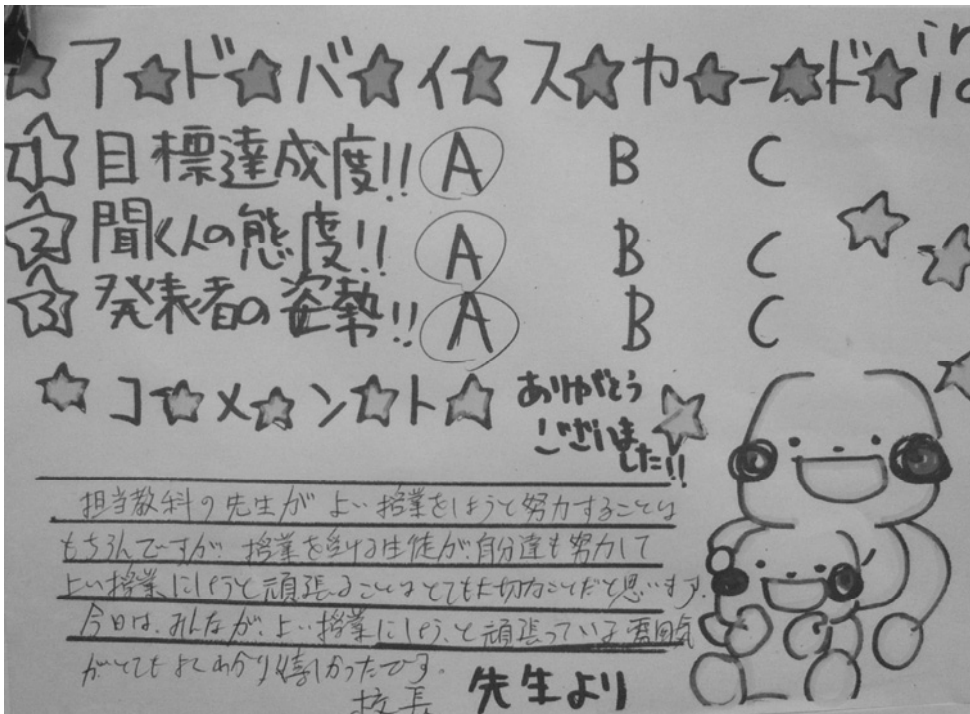 アドバイスカード
1 目標達成度!! A B C
2 聞く人の態度!! A B C
3 発表者の姿勢!! A B C
コメント
ありがとう
ございま
した!!
担当教科の先生が よい授業をしようと努力することは
もちろんですが 授業を受ける生徒が、自分達も努力して
よい授業にしようと頑張ることはとても大切なことだと思います。
今日は、みんなが、よい授業にしよう、と頑張っている雰囲気
がとてもよくわかり嬉しかったです。
校長 先生より